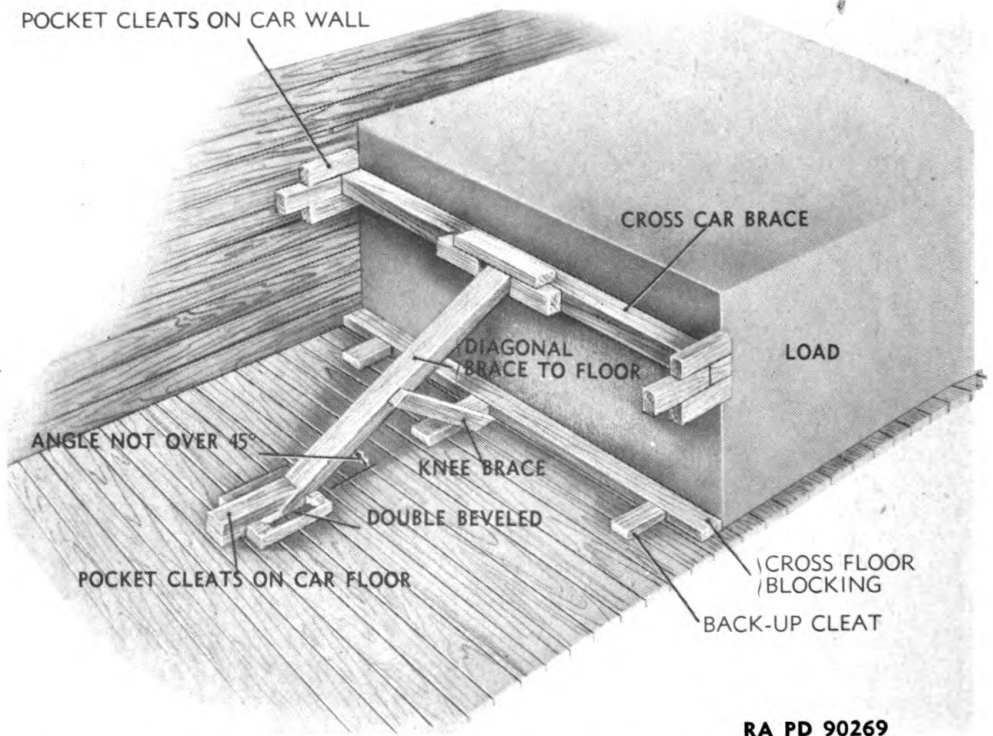 POCKET CLEATS ON CAR WALL
CROSS CAR BRACE
LOAD
DIAGONAL
BRACE TO FLOOR
ANGLE NOT OVER 45°
KNEE BRACE
DOUBLE BEVELED
POCKET CLEATS ON CAR FLOOR
CROSS FLOOR
BLOCKING
BACK-UP CLEAT
RA PD 90269